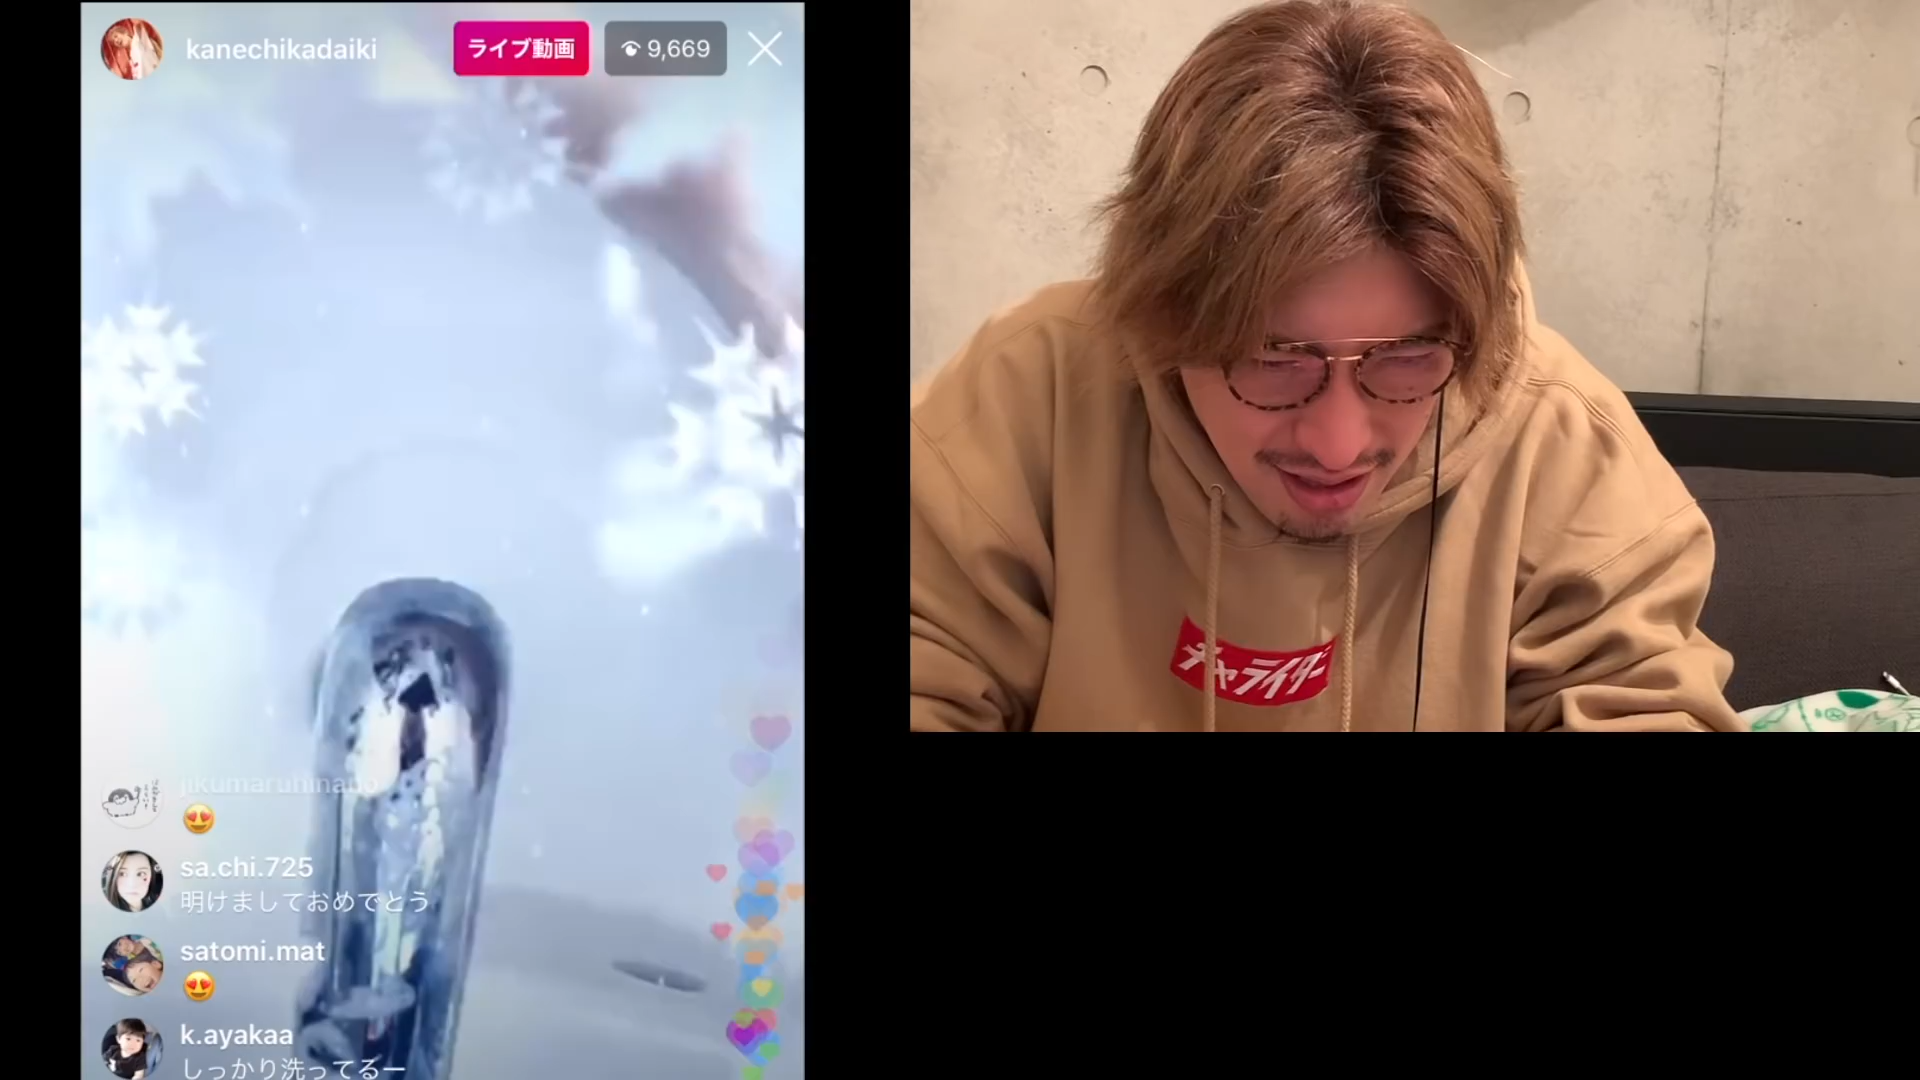 kanechikadaiki
ライブ動画
9,669
jikumaruhinano
sa.chi.725
明けましておめでとう
satomi.mat
k.ayakaa
しっかり洗ってるー
チャライダー